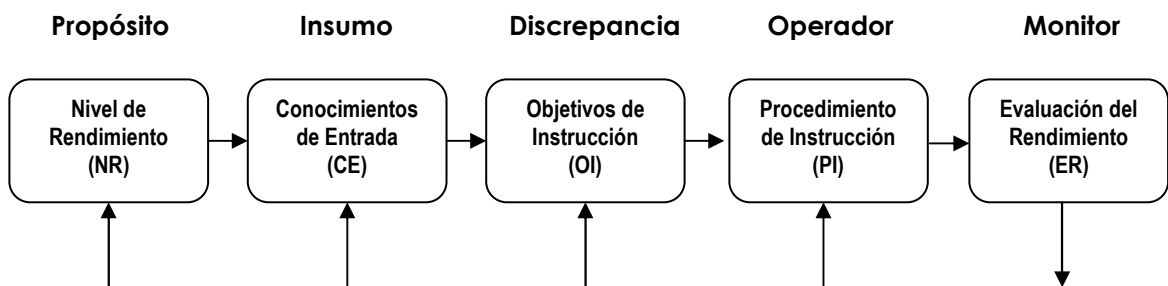 Propósito
Insumo
Discrepancia
Operador
Monitor
Nivel de
Rendimiento
(NR)
Conocimientos
de Entrada
(CE)
Objetivos de
Instrucción
(OI)
Procedimiento
de Instrucción
(PI)
Evaluación del
Rendimiento
(ER)